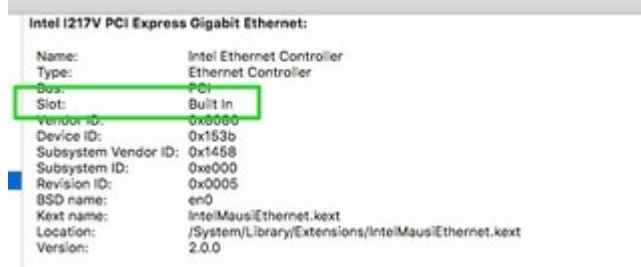 Intel I217V PCI Express Gigabit Ethernet:
Name: Intel Ethernet Controller
Type: Ethernet Controller
Bus: PCI
Slot: Built In
Vendor ID: 0x8086
Device ID: 0x153b
Subsystem Vendor ID: 0x1458
Subsystem ID: 0xe000
Revision ID: 0x0005
BSD name: en0
Kext name: IntelMausiEthernet.kext
Location: /System/Library/Extensions/IntelMausiEthernet.kext
Version: 2.0.0